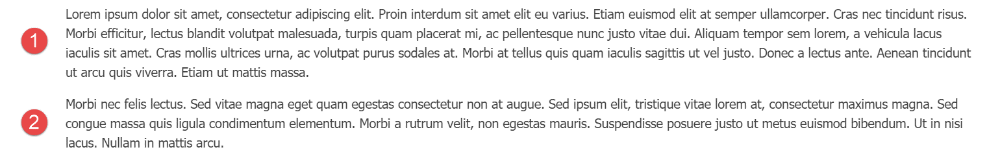 Lorem ipsum dolor sit amet, consectetur adipiscing elit. Proin interdum sit amet elit eu varius. Etiam euismod elit at semper ullamcorper. Cras nec tincidunt risus.
1 Morbi efficitur, lectus blandit volutpat malesuada, turpis quam placerat mi, ac pellentesque nunc justo vitae dui. Aliquam tempor sem lorem, a vehicula lacus
iaculis sit amet. Cras mollis ultrices urna, ac volutpat purus sodales at. Morbi at tellus quis quam iaculis sagittis ut vel justo. Donec a lectus ante. Aenean tincidunt
ut arcu quis viverra. Etiam ut mattis massa.
Morbi nec felis lectus. Sed vitae magna eget quam egestas consectetur non at augue. Sed ipsum elit, tristique vitae lorem at, consectetur maximus magna. Sed
2 congue massa quis ligula condimentum elementum. Morbi a rutrum velit, non egestas mauris. Suspendisse posuere justo ut metus euismod bibendum. Ut in nisi
lacus. Nullam in mattis arcu.